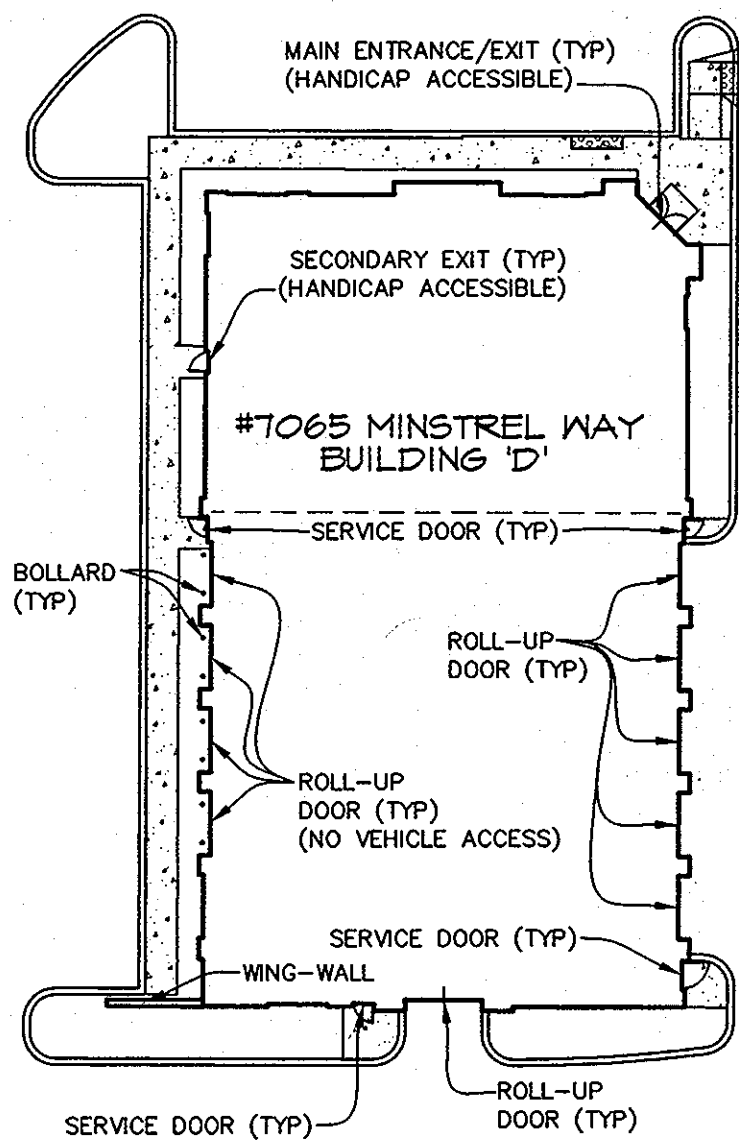 MAIN ENTRANCE/EXIT (TYP)
(HANDICAP ACCESSIBLE)
SECONDARY EXIT (TYP)
(HANDICAP ACCESSIBLE)
#7065 MINSTREL WAY
BUILDING 'D'
SERVICE DOOR (TYP)
BOLLARD
(TYP)
ROLL-UP
DOOR (TYP)
ROLL-UP
DOOR (TYP)
(NO VEHICLE ACCESS)
SERVICE DOOR (TYP)
WING-WALL
ROLL-UP
DOOR (TYP)
SERVICE DOOR (TYP)